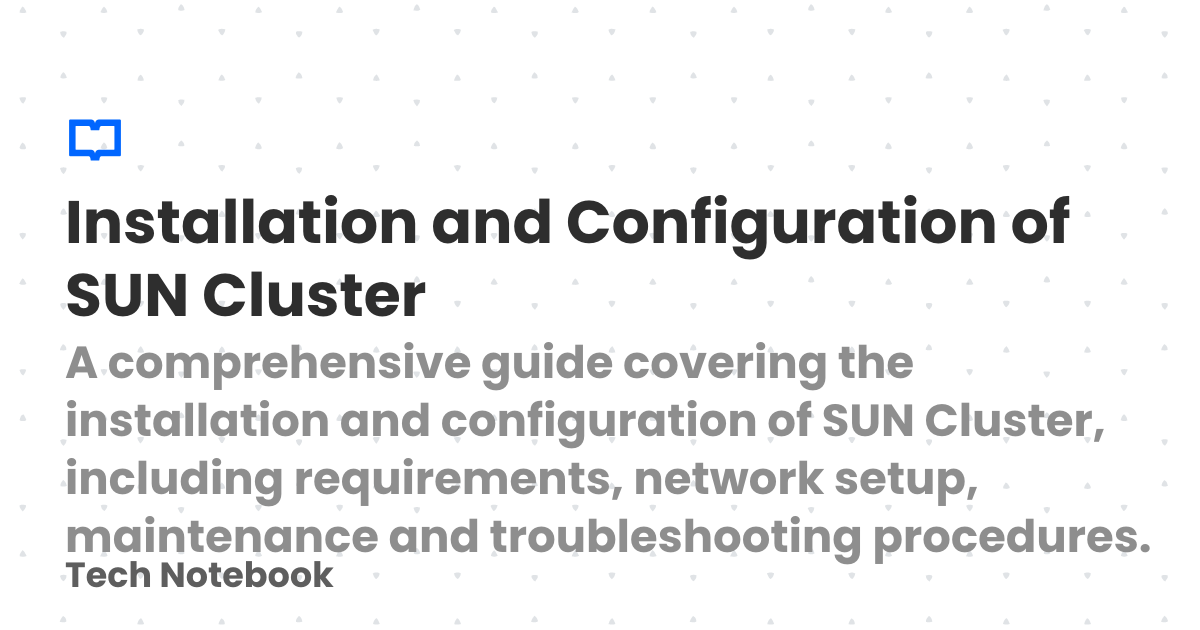 Installation and Configuration of
SUN Cluster
A comprehensive guide covering the
installation and configuration of SUN Cluster,
including requirements, network setup,
maintenance and troubleshooting procedures.
Tech Notebook